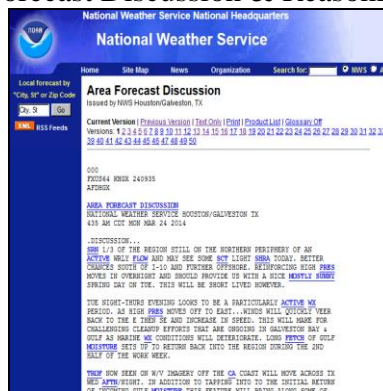 National Weather Service National Headquarters
National Weather Service
Home Site Map News Organization Search for: NWS
Local forecast by
"City, St" or Zip Code
City, St Go
XML RSS Feeds
Area Forecast Discussion
Issued by NWS Houston/Galveston, TX
Current Version | Previous Version | Text Only | Print | Product List | Glossary Off
Versions: 1 2 3 4 5 6 7 8 9 10 11 12 13 14 15 16 17 18 19 20 21 22 23 24 25 26 27 28 29 30 31 32
39 40 41 42 43 44 45 46 47 48 49 50
000
FXUS64 KHGX 240935
AFDHGX
AREA FORECAST DISCUSSION
NATIONAL WEATHER SERVICE HOUSTON/GALVESTON TX
435 AM CDT MON MAR 24 2014
.DISCUSSION...
SRN 1/3 OF THE REGION STILL ON THE NORTHERN PERIPHERY OF AN
ACTIVE WRLY FLOW AND MAY SEE SOME SCT LIGHT SHRA TODAY. BETTER
CHANCES SOUTH OF I-10 AND FURTHER OFFSHORE. REINFORCING HIGH PRES
MOVES IN OVERNIGHT AND SHOULD PROVIDE US WITH A NICE MOSTLY SUNNY
SPRING DAY ON TUE. THIS WILL BE SHORT LIVED HOWEVER.
TUE NIGHT-THURS EVENING LOOKS TO BE A PARTICULARLY ACTIVE WX
PERIOD. AS HIGH PRES MOVES OFF TO EAST...WINDS WILL QUICKLY VEER
BACK TO THE E THEN SE AND INCREASE IN SPEED. THIS WILL MAKE FOR
CHALLENGING CLEANUP EFFORTS THAT ARE ONGOING IN GALVESTON BAY &
GULF AS MARINE WX CONDITIONS WILL DETERIORATE. LONG FETCH OF GULF
MOISTURE SETS UP TO RETURN BACK INTO THE REGION DURING THE 2ND
HALF OF THE WORK WEEK.
TROF NOW SEEN ON W/V IMAGERY OFF THE CA COAST WILL MOVE ACROSS TX
WED AFTN/NIGHT. IN ADDITION TO TAPPING INTO TO THE INITIAL RETURN